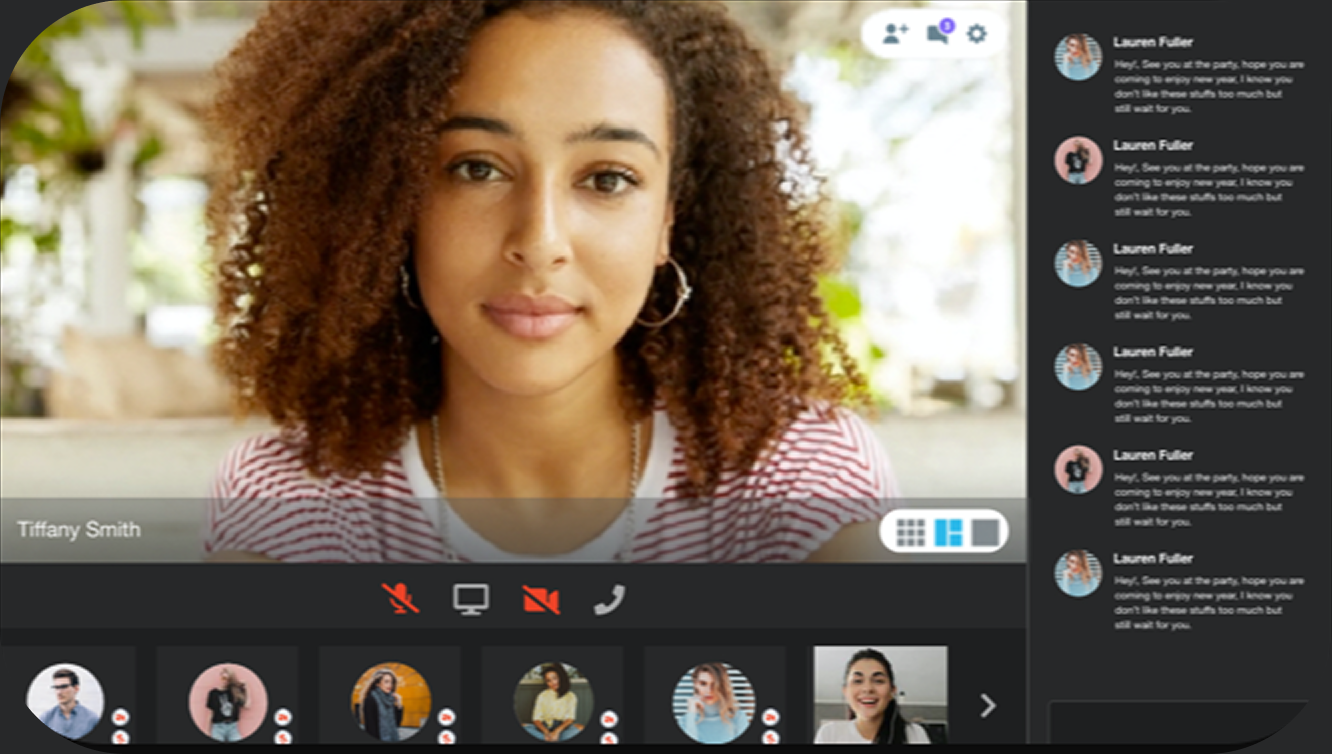 Tiffany Smith
Lauren Fuller
Hey!, See you at the party, hope you are
coming to enjoy new year, I know you
don't like these stuffs too much but
still wait for you.
Lauren Fuller
Hey!, See you at the party, hope you are
coming to enjoy new year, I know you
don't like these stuffs too much but
still wait for you.
Lauren Fuller
Hey!, See you at the party, hope you are
coming to enjoy new year, I know you
don't like these stuffs too much but
still wait for you.
Lauren Fuller
Hey!, See you at the party, hope you are
coming to enjoy new year, I know you
don't like these stuffs too much but
still wait for you.
Lauren Fuller
Hey!, See you at the party, hope you are
coming to enjoy new year, I know you
don't like these stuffs too much but
still wait for you.
Lauren Fuller
Hey!, See you at the party, hope you are
coming to enjoy new year, I know you
don't like these stuffs too much but
still wait for you.